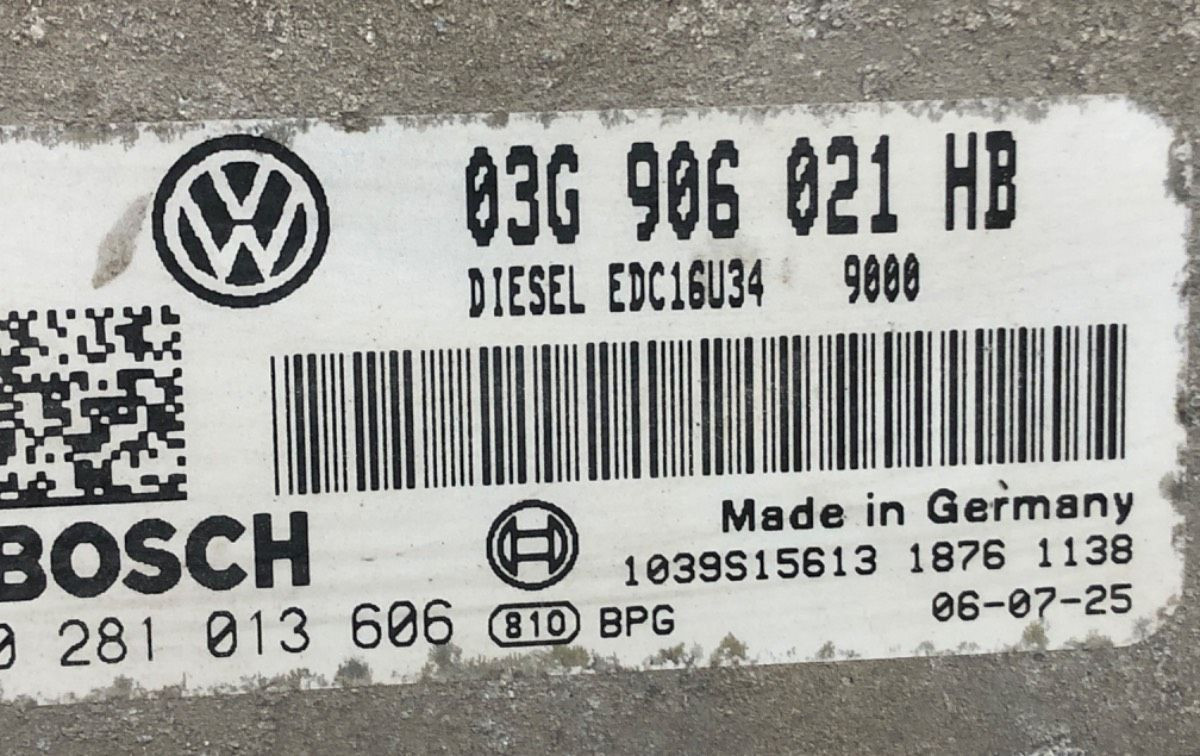 03G 906 021 HB
DIESEL EDC16U34 9000
BOSCH
Made in Germany
1039S15613 1876 1138
0 281 013 606 810 BPG
06-07-25